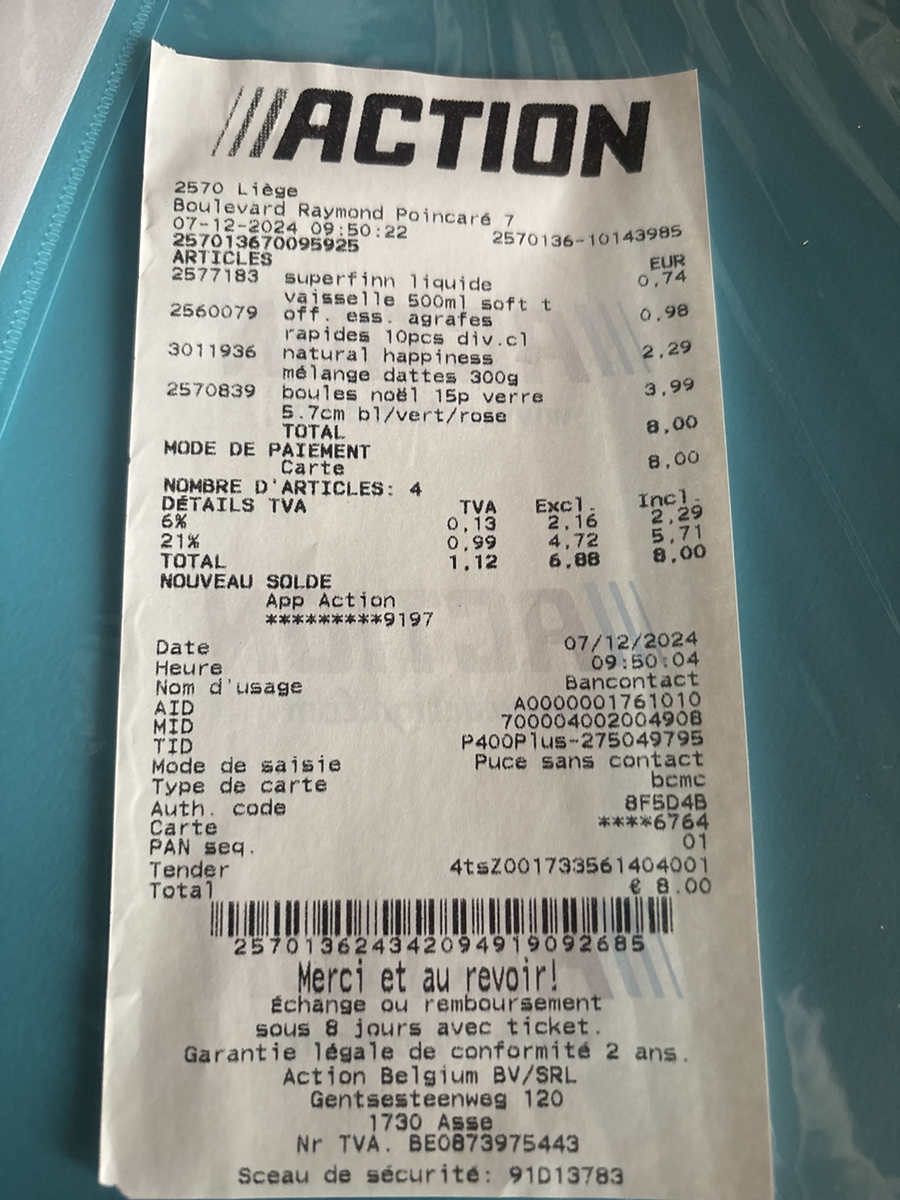 ACTION
2570 Liège
Boulevard Raymond Poincaré 7
07-12-2024 09:50:22 2570136-10143985
257013670095925
ARTICLES EUR
2577183 superfinn liquide 0,74
vaisselle 500ml soft t
2560079 off. ess. agrafes 0,98
rapides 10pcs div.cl
3011936 natural happiness 2,29
mélange dattes 300g
2570839 boules noël 15p verre 3,99
5.7cm bl/vert/rose
TOTAL 8,00
MODE DE PAIEMENT
Carte 8,00
NOMBRE D'ARTICLES: 4
DÉTAILS TVA TVA Excl. Incl.
6% 0,13 2,16 2,29
21% 0,99 4,72 5,71
TOTAL 1,12 6,88 8,00
NOUVEAU SOLDE
App Action
*********9197
Date 07/12/2024
Heure 09:50:04
Nom d'usage Bancontact
AID A0000001761010
MID 700004002004908
TID P400Plus-275049795
Mode de saisie Puce sans contact
Type de carte bcmc
Auth. code 8F5D4B
Carte ****6764
PAN seq. 01
Tender 4tsZ001733561404001
Total € 8.00
257013624342094919092685
Merci et au revoir!
Échange ou remboursement
sous 8 jours avec ticket.
Garantie légale de conformité 2 ans.
Action Belgium BV/SRL
Gentsesteenweg 120
1730 Asse
Nr TVA. BE0873975443
Sceau de sécurité: 91D13783